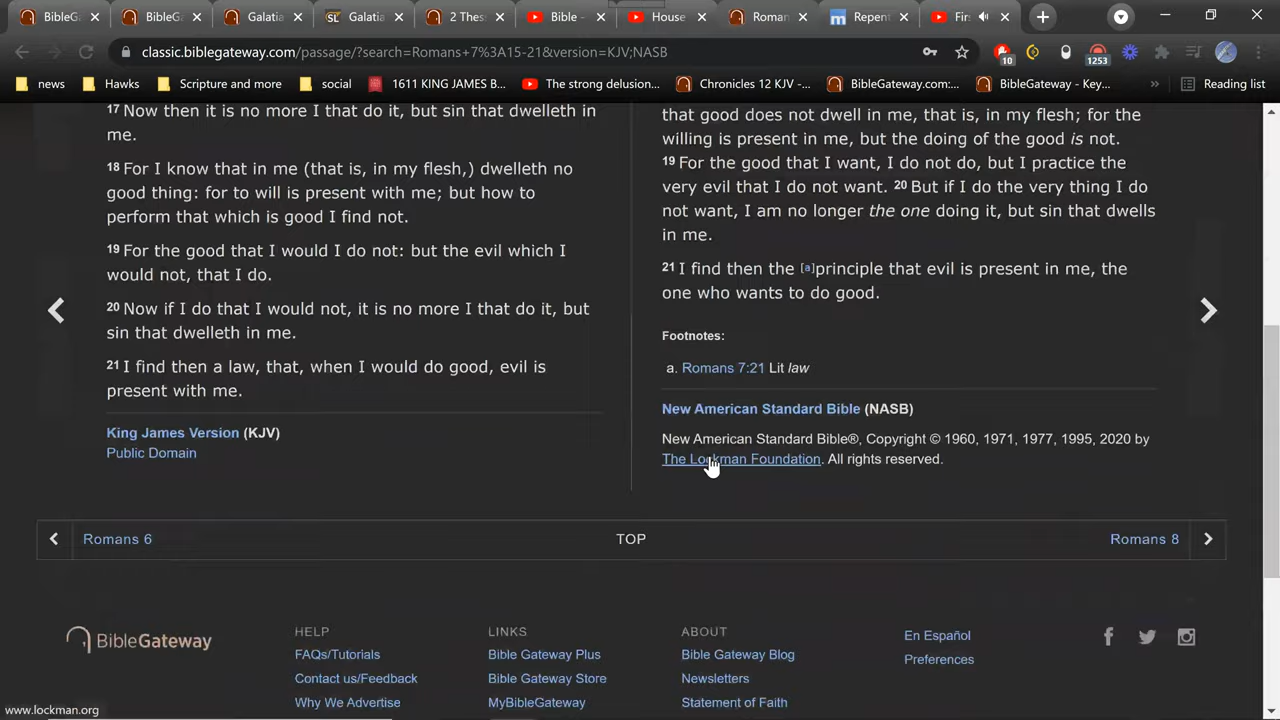 BibleGa
BibleG
Galatia
SL Galatia
2 Thess
Bible -
House
Roman
Repent
Firs
classic.biblegateway.com/passage/?search=Romans+7%3A15-21&version=KJV;NASB
10
1253
news
Hawks
Scripture and more
social
1611 KING JAMES B...
The strong delusion...
Chronicles 12 KJV -...
BibleGateway.com:...
BibleGateway - Key...
»
Reading list
17 Now then it is no more I that do it, but sin that dwelleth in
me.
18 For I know that in me (that is, in my flesh,) dwelleth no
good thing: for to will is present with me; but how to
perform that which is good I find not.
19 For the good that I would I do not: but the evil which I
would not, that I do.
20 Now if I do that I would not, it is no more I that do it, but
sin that dwelleth in me.
21 I find then a law, that, when I would do good, evil is
present with me.
King James Version (KJV)
Public Domain
that good does not dwell in me, that is, in my flesh; for the
willing is present in me, but the doing of the good is not.
19 For the good that I want, I do not do, but I practice the
very evil that I do not want. 20 But if I do the very thing I do
not want, I am no longer the one doing it, but sin that dwells
in me.
21 I find then the [a]principle that evil is present in me, the
one who wants to do good.
Footnotes:
a. Romans 7:21 Lit law
New American Standard Bible (NASB)
New American Standard Bible®, Copyright © 1960, 1971, 1977, 1995, 2020 by
The Lockman Foundation. All rights reserved.
Romans 6
TOP
Romans 8
BibleGateway
HELP
FAQs/Tutorials
Contact us/Feedback
Why We Advertise
LINKS
Bible Gateway Plus
Bible Gateway Store
MyBibleGateway
ABOUT
Bible Gateway Blog
Newsletters
Statement of Faith
En Español
Preferences
www.lockman.org